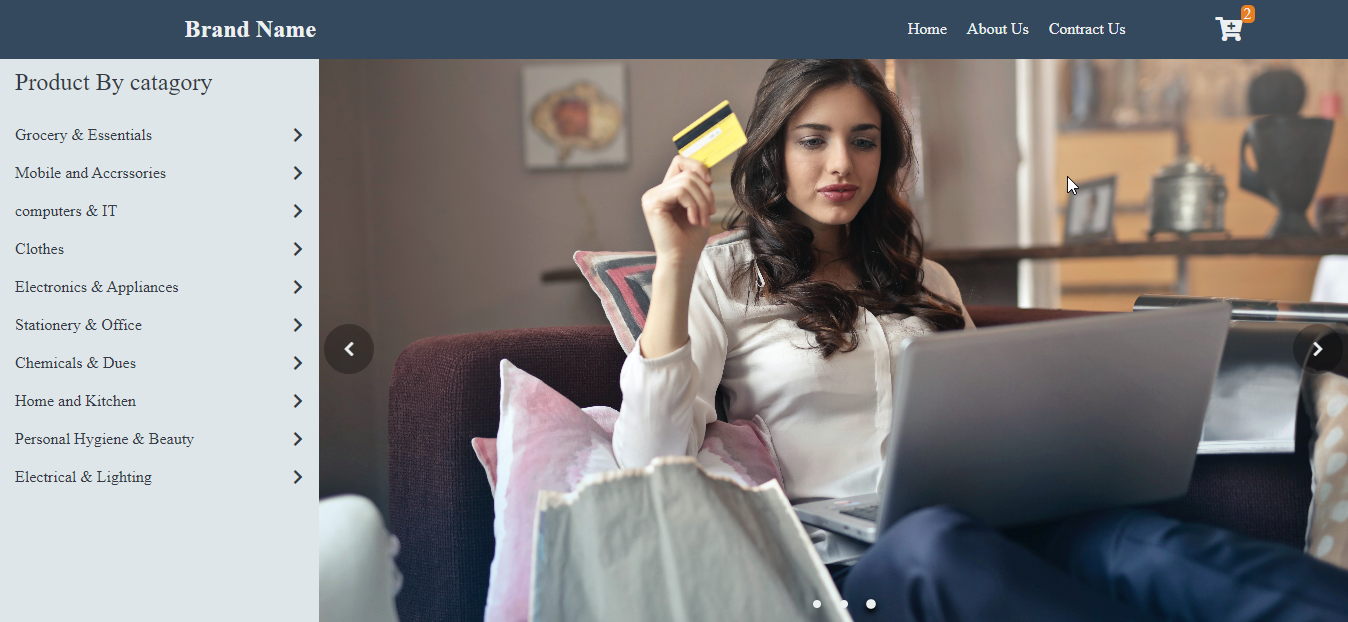 Brand Name
Home About Us Contract Us
2
Product By catagory
Grocery & Essentials
Mobile and Accrssories
computers & IT
Clothes
Electronics & Appliances
Stationery & Office
Chemicals & Dues
Home and Kitchen
Personal Hygiene & Beauty
Electrical & Lighting